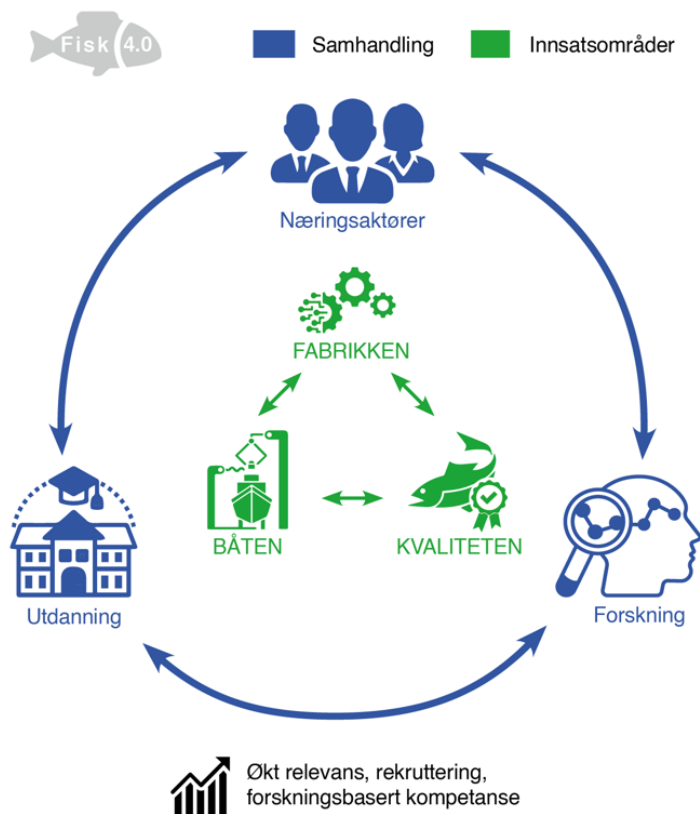 Fisk 4.0
Samhandling
Innsatsområder
Næringsaktører
FABRIKKEN
BÅTEN
KVALITETEN
Utdanning
Forskning
Økt relevans, rekruttering,
forskningsbasert kompetanse